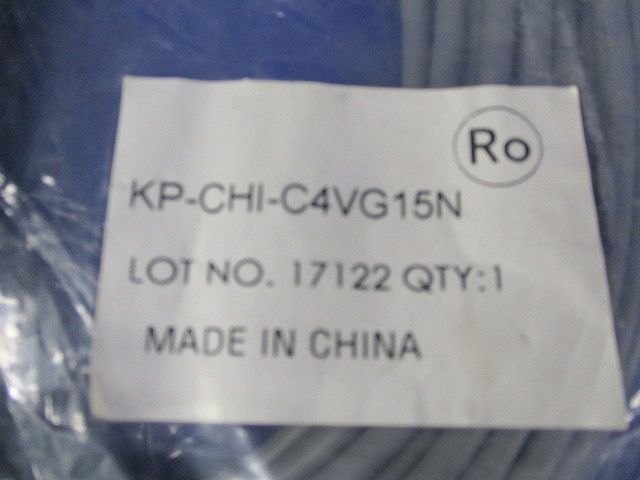 Ro
KP-CHI-C4VG15N
LOT NO. 17122 QTY:1
MADE IN CHINA